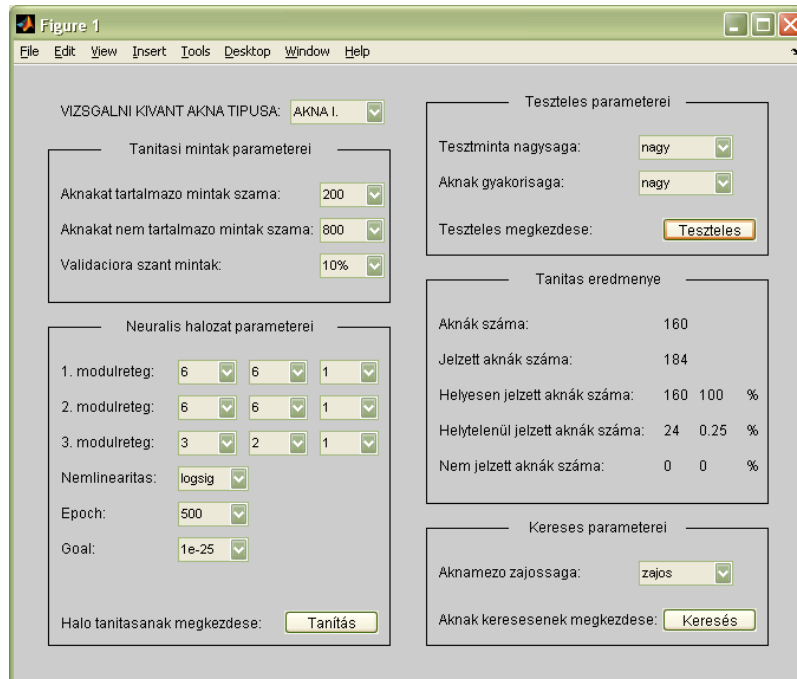 Figure 1
File Edit View Insert Tools Desktop Window Help
VIZSGALNI KIVANT AKNA TIPUSA: AKNA I.
Tanitasi mintak parameterei
Aknakat tartalmazo mintak szama: 200
Aknakat nem tartalmazo mintak szama: 800
Validaciora szant mintak: 10%
Neuralis halozat parameterei
1. modulreteg: 6 6 1
2. modulreteg: 6 6 1
3. modulreteg: 3 2 1
Nemlinearitas: logsig
Epoch: 500
Goal: 1e-25
Halo tanitasanak megkezdese: Tanítás
Teszteles parameterei
Tesztminta nagysaga: nagy
Aknak gyakorisaga: nagy
Teszteles megkezdese: Teszteles
Tanitas eredmenye
Aknák száma: 160
Jelzett aknák száma: 184
Helyesen jelzett aknák száma: 160 100 %
Helytelenül jelzett aknák száma: 24 0.25 %
Nem jelzett aknák száma: 0 0 %
Kereses parameterei
Aknamezo zajossaga: zajos
Aknak keresesenek megkezdese: Keresés